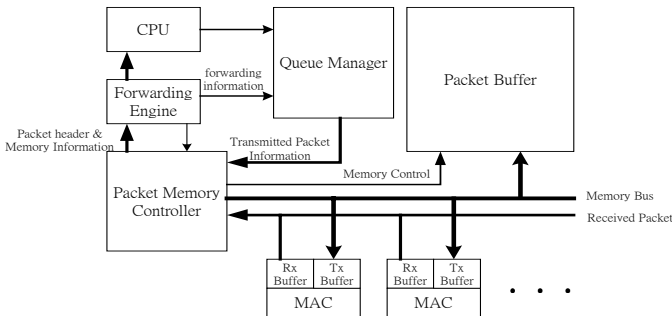 CPU
Queue Manager
Packet Buffer
forwarding
information
Forwarding
Engine
Packet header &
Memory Information
Transmitted Packet
Information
Memory Control
Packet Memory
Controller
Memory Bus
Received Packet
Rx
Buffer
Tx
Buffer
MAC
Rx
Buffer
Tx
Buffer
MAC
. . .